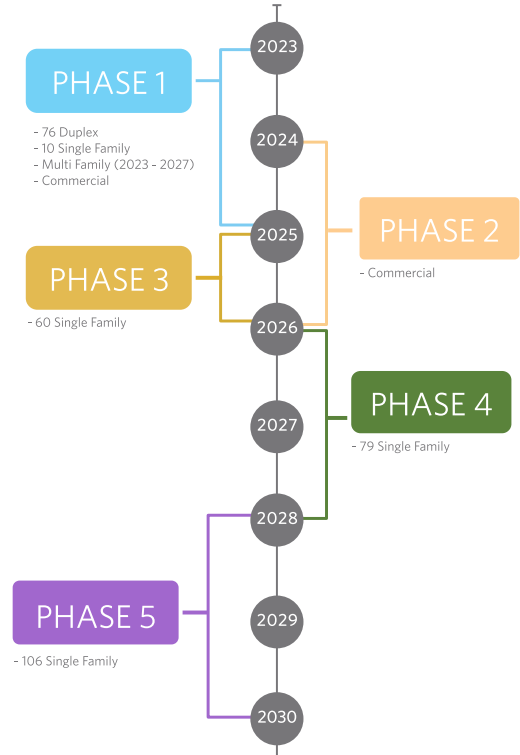 2023
PHASE 1
- 76 Duplex
- 10 Single Family
- Multi Family (2023 - 2027)
- Commercial
2024
PHASE 2
- Commercial
2025
PHASE 3
- 60 Single Family
2026
PHASE 4
- 79 Single Family
2027
2028
PHASE 5
- 106 Single Family
2029
2030